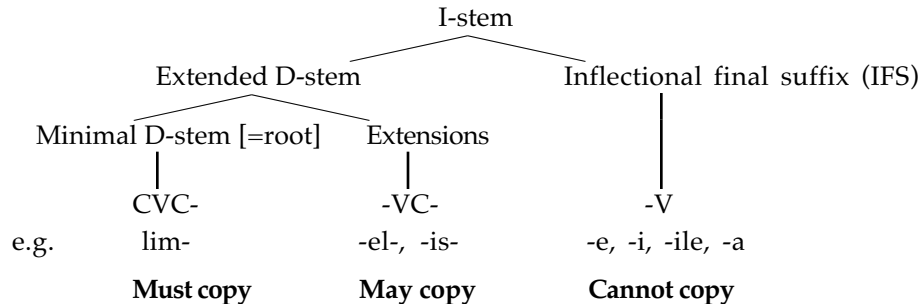 I-stem
Extended D-stem Inflectional final suffix (IFS)
Minimal D-stem [=root] Extensions
CVC- -VC- -V
e.g. lim- -el-, -is- -e, -i, -ile, -a
Must copy May copy Cannot copy